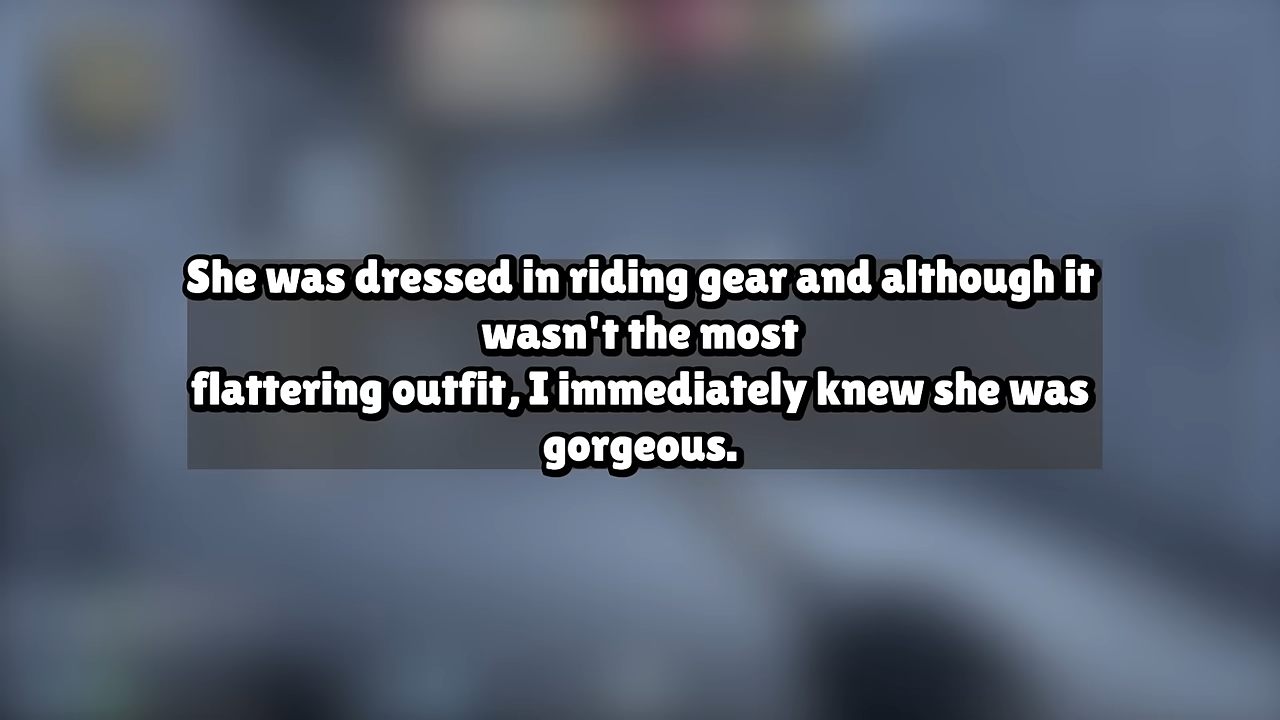 She was dressed in riding gear and although it
wasn't the most
flattering outfit, I immediately knew she was
gorgeous.